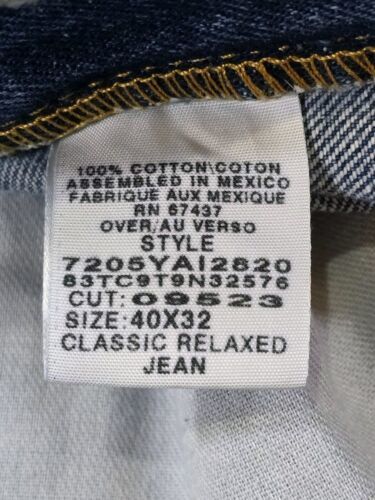 100% COTTON\COTON
ASSEMBLED IN MEXICO
FABRIQUE AUX MEXIQUE
RN 67437
OVER/AU VERSO
STYLE
7205YAI2820
83TC9T9N32576
CUT: 09523
SIZE: 40X32
CLASSIC RELAXED
JEAN